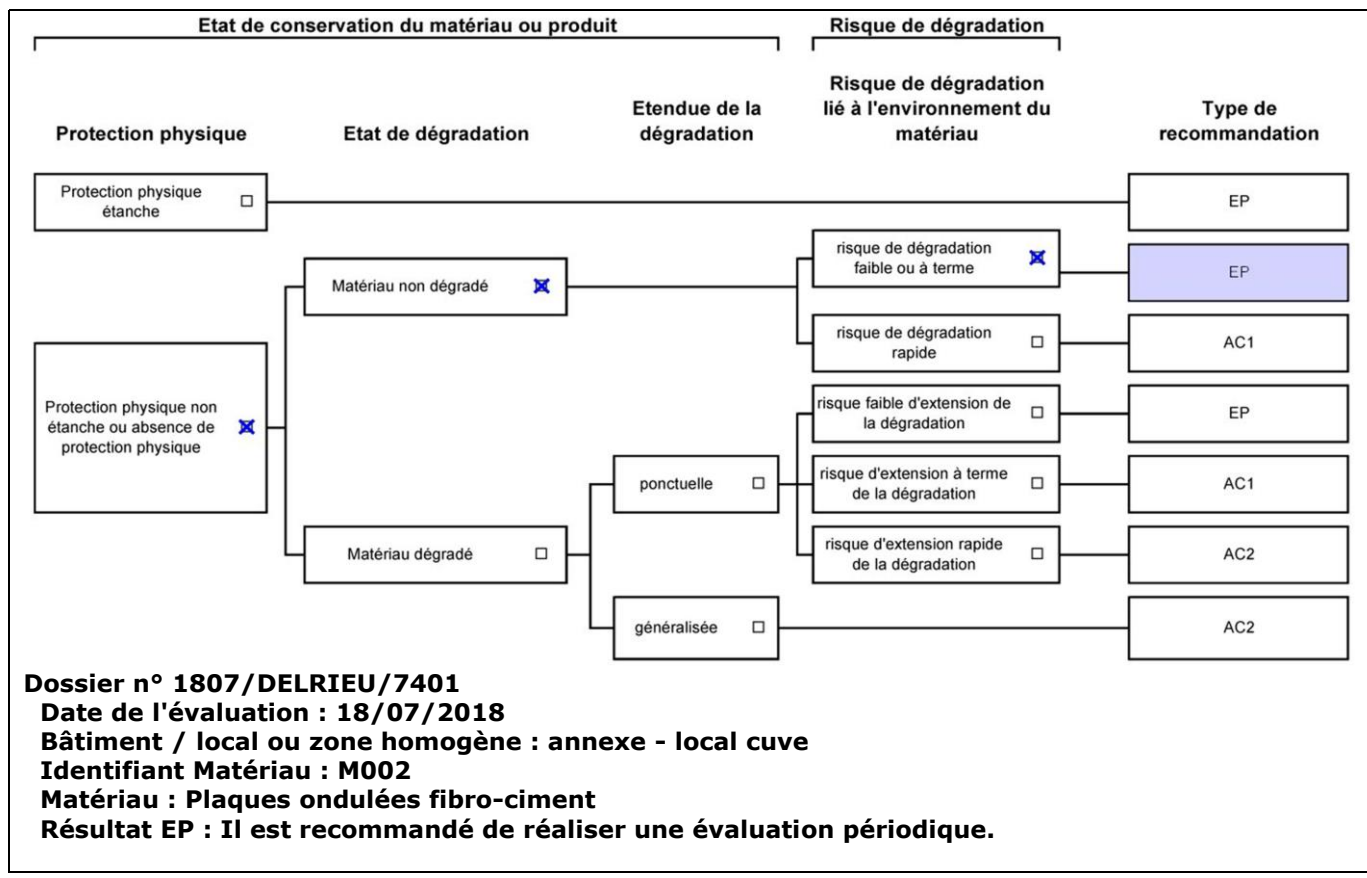 Etat de conservation du matériau ou produit
Risque de dégradation
Protection physique
Etat de dégradation
Etendue de la
dégradation
Risque de dégradation
lié à l'environnement du
matériau
Type de
recommandation
Protection physique
étanche
EP
risque de dégradation
faible ou à terme
EP
Matériau non dégradé
risque de dégradation
rapide
AC1
Protection physique non
étanche ou absence de
protection physique
risque faible d'extension de
la dégradation
EP
ponctuelle
risque d'extension à terme
de la dégradation
AC1
Matériau dégradé
risque d'extension rapide
de la dégradation
AC2
généralisée
AC2
Dossier n° 1807/DELRIEU/7401
Date de l'évaluation : 18/07/2018
Bâtiment / local ou zone homogène : annexe - local cuve
Identifiant Matériau : M002
Matériau : Plaques ondulées fibro-ciment
Résultat EP : Il est recommandé de réaliser une évaluation périodique.